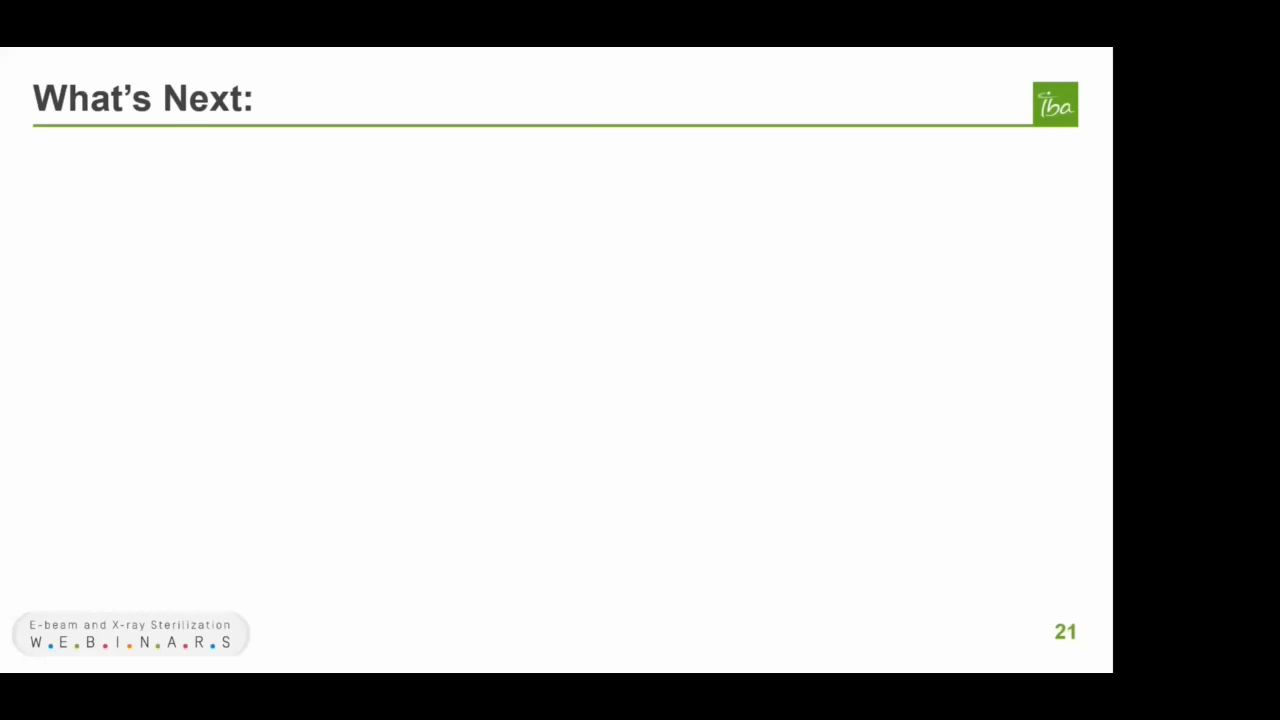 What's Next:
iba
E-beam and X-ray Sterilization
W.E.B.I.N.A.R.S
21